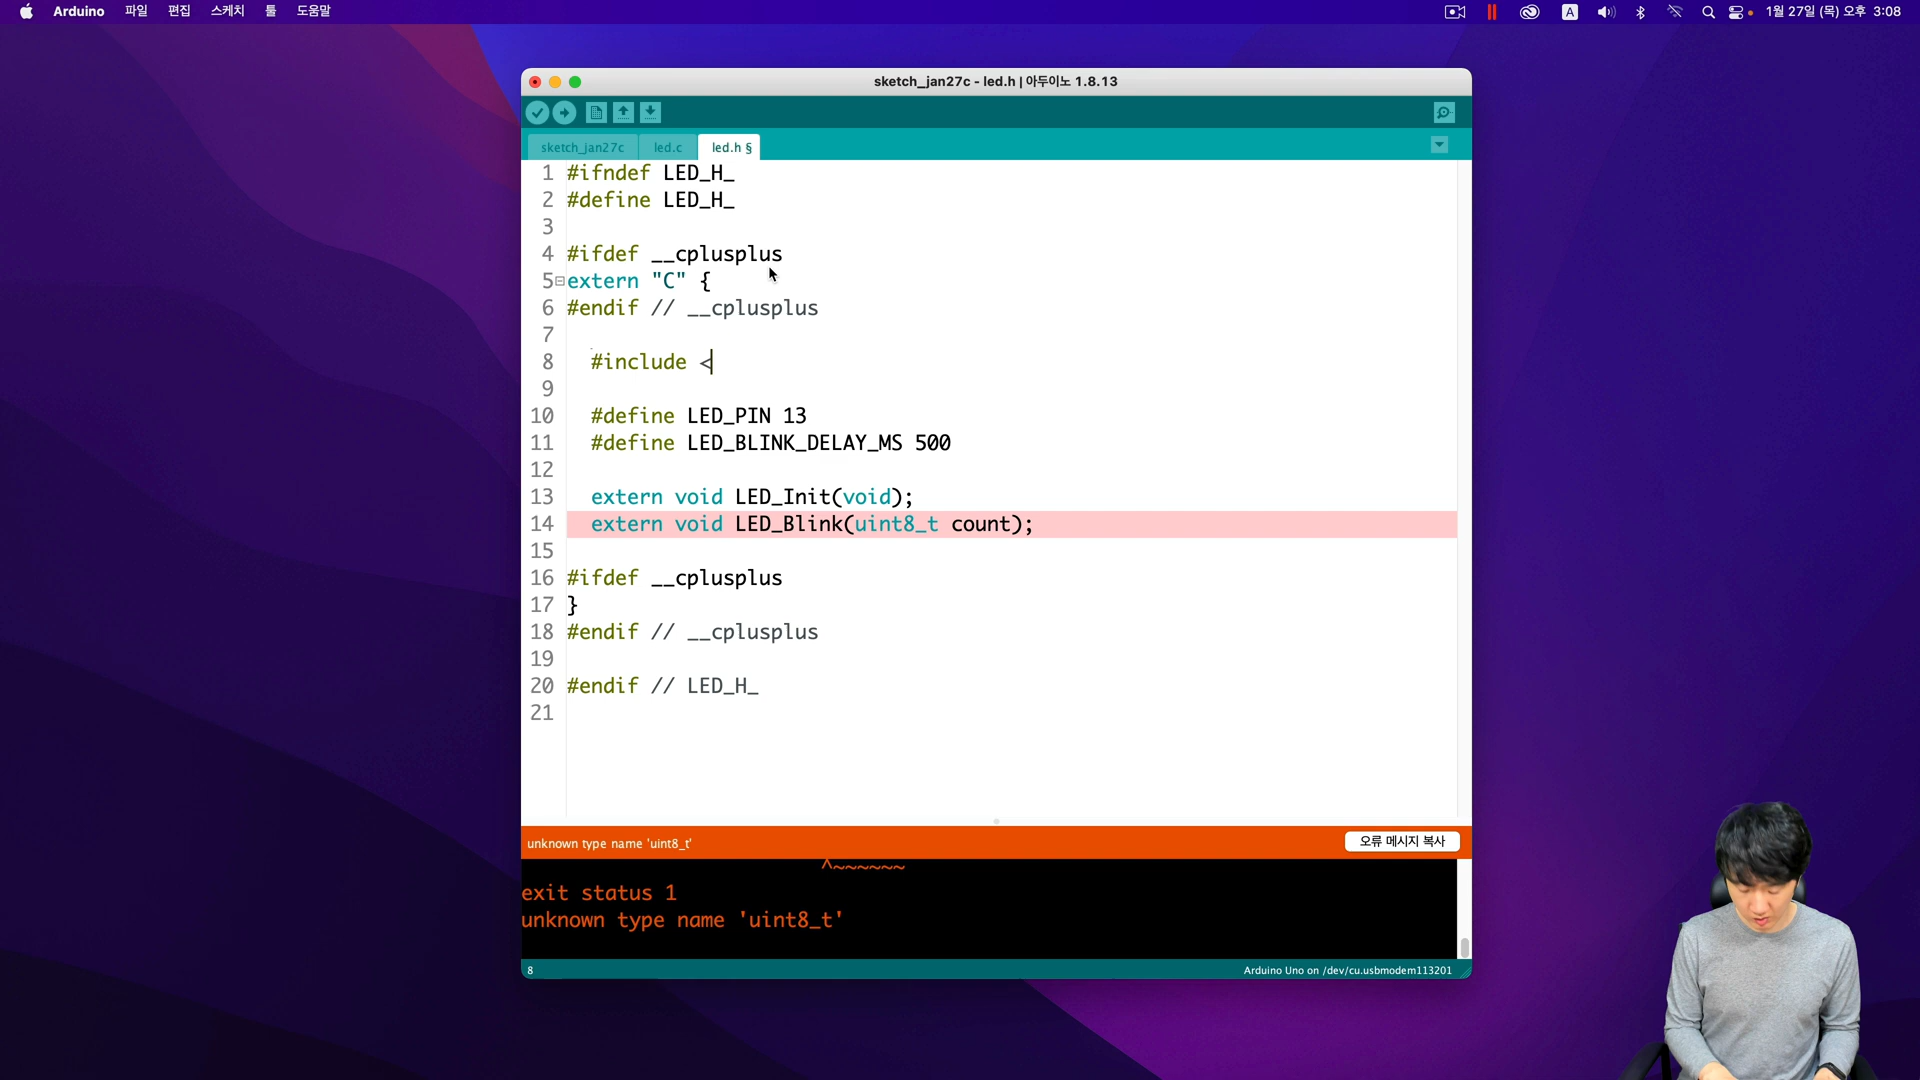 Arduino 파일 편집 스케치 툴 도움말 A 1월 27일 (목) 오후 3:08
sketch_jan27c - led.h | 아두이노 1.8.13
sketch_jan27c led.c led.h §
1 #ifndef LED_H_
2 #define LED_H_
3
4 #ifdef __cplusplus
5 extern "C" {
6 #endif // __cplusplus
7
8 #include <
9
10 #define LED_PIN 13
11 #define LED_BLINK_DELAY_MS 500
12
13 extern void LED_Init(void);
14 extern void LED_Blink(uint8_t count);
15
16 #ifdef __cplusplus
17 }
18 #endif // __cplusplus
19
20 #endif // LED_H_
21
unknown type name 'uint8_t' 오류 메시지 복사
^~~~~~~
exit status 1
unknown type name 'uint8_t'
8 Arduino Uno on /dev/cu.usbmodem113201